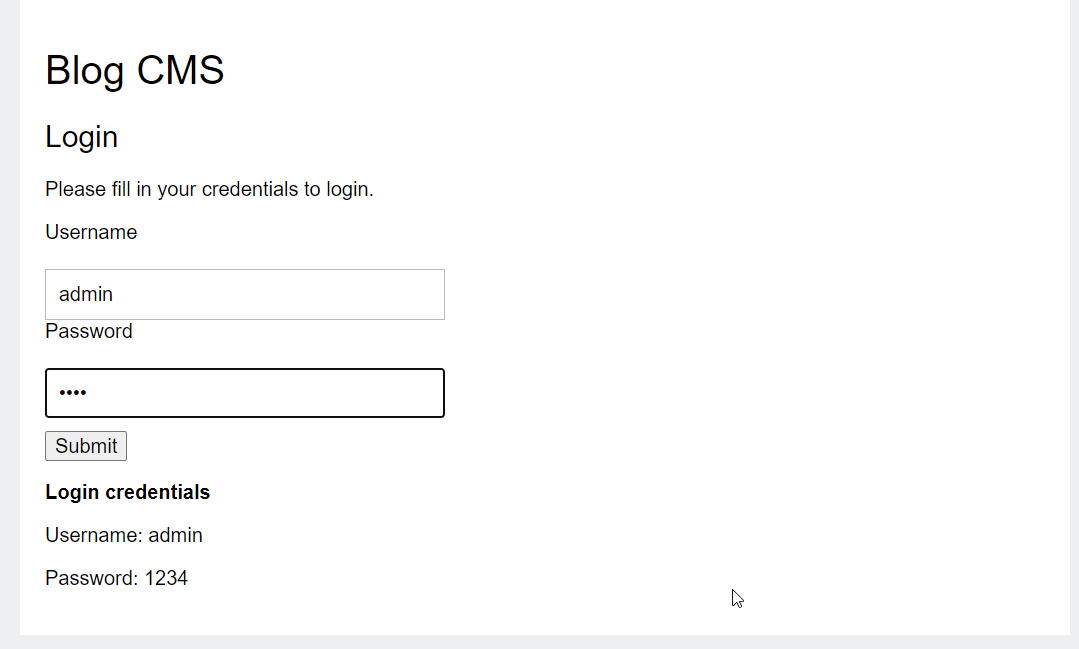 Blog CMS
Login
Please fill in your credentials to login.
Username
admin
Password
••••
Submit
Login credentials
Username: admin
Password: 1234